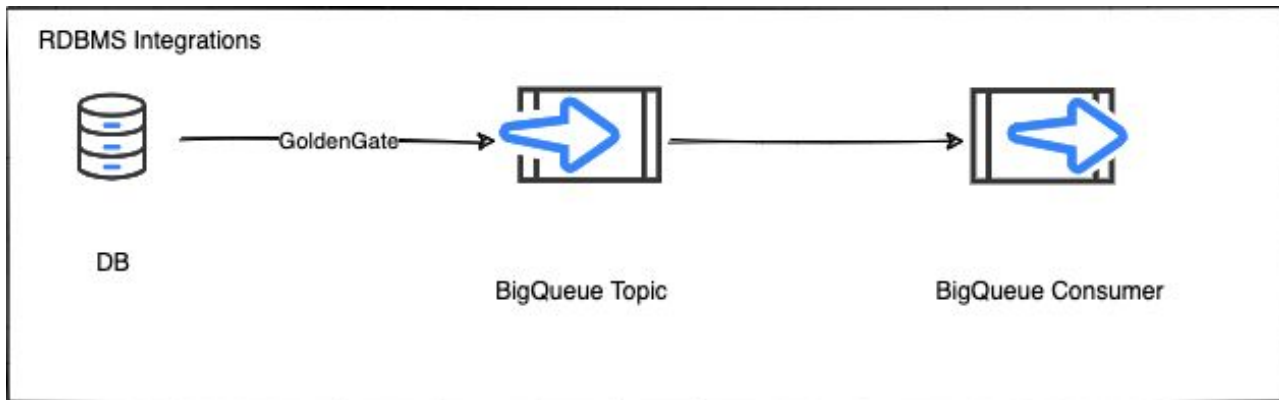 RDBMS Integrations
GoldenGate
DB
BigQueue Topic
BigQueue Consumer